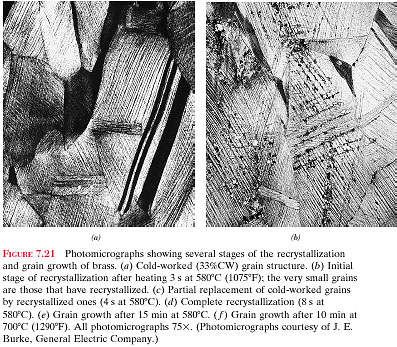 (a)
(b)
FIGURE 7.21 Photomicrographs showing several stages of the recrystallization
and grain growth of brass. (a) Cold-worked (33%CW) grain structure. (b) Initial
stage of recrystallization after heating 3 s at 580°C (1075°F); the very small grains
are those that have recrystallized. (c) Partial replacement of cold-worked grains
by recrystallized ones (4 s at 580°C). (d) Complete recrystallization (8 s at
580°C). (e) Grain growth after 15 min at 580°C. (f) Grain growth after 10 min at
700°C (1290°F). All photomicrographs 75×. (Photomicrographs courtesy of J. E.
Burke, General Electric Company.)